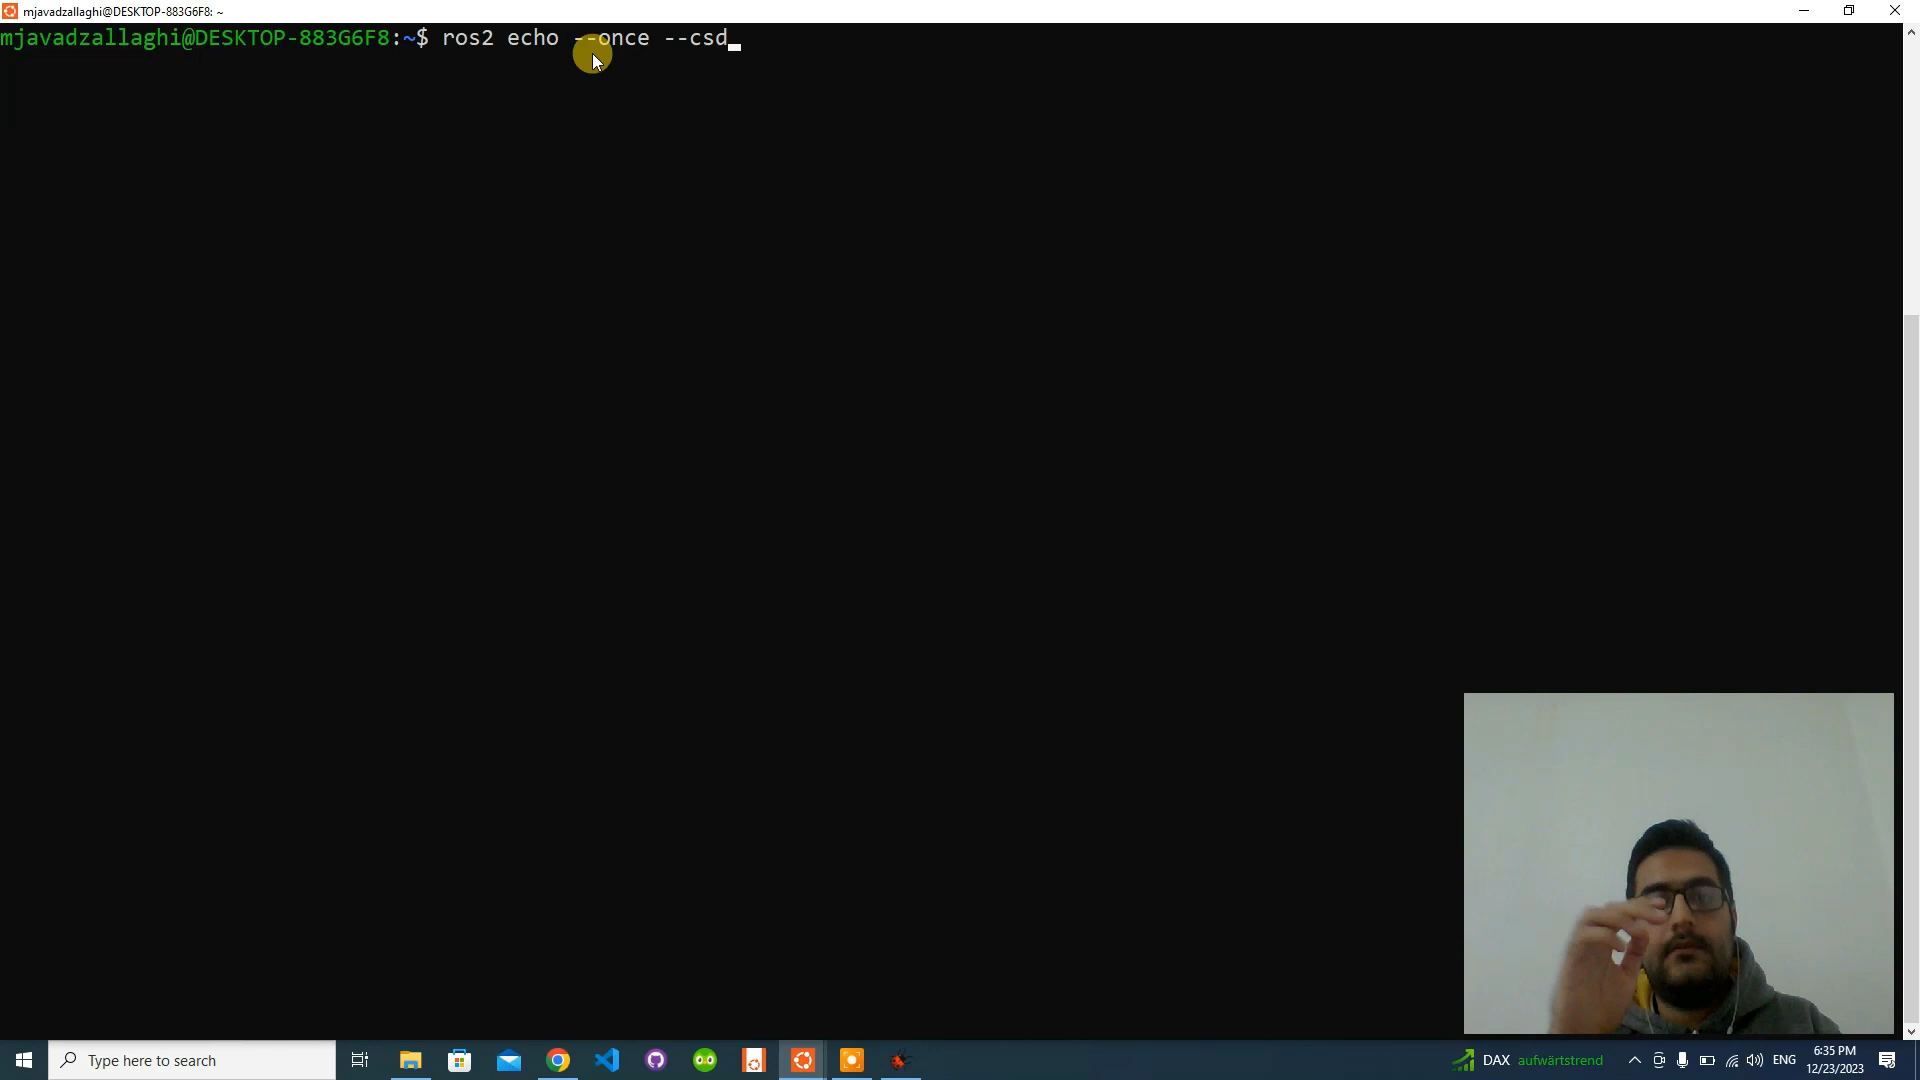 mjavadzallaghi@DESKTOP-883G6F8: ~
mjavadzallaghi@DESKTOP-883G6F8:~$ ros2 echo --once --csd
Type here to search
DAX aufwärtstrend
ENG
6:35 PM
12/23/2023